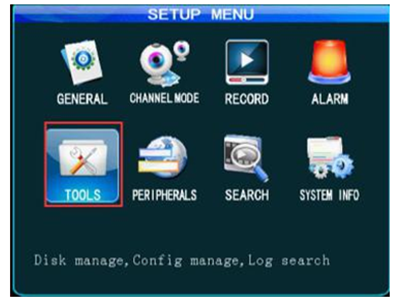 SETUP MENU
GENERAL CHANNEL MODE RECORD ALARM
TOOLS PERIPHERALS SEARCH SYSTEM INFO
Disk manage,Config manage,Log search